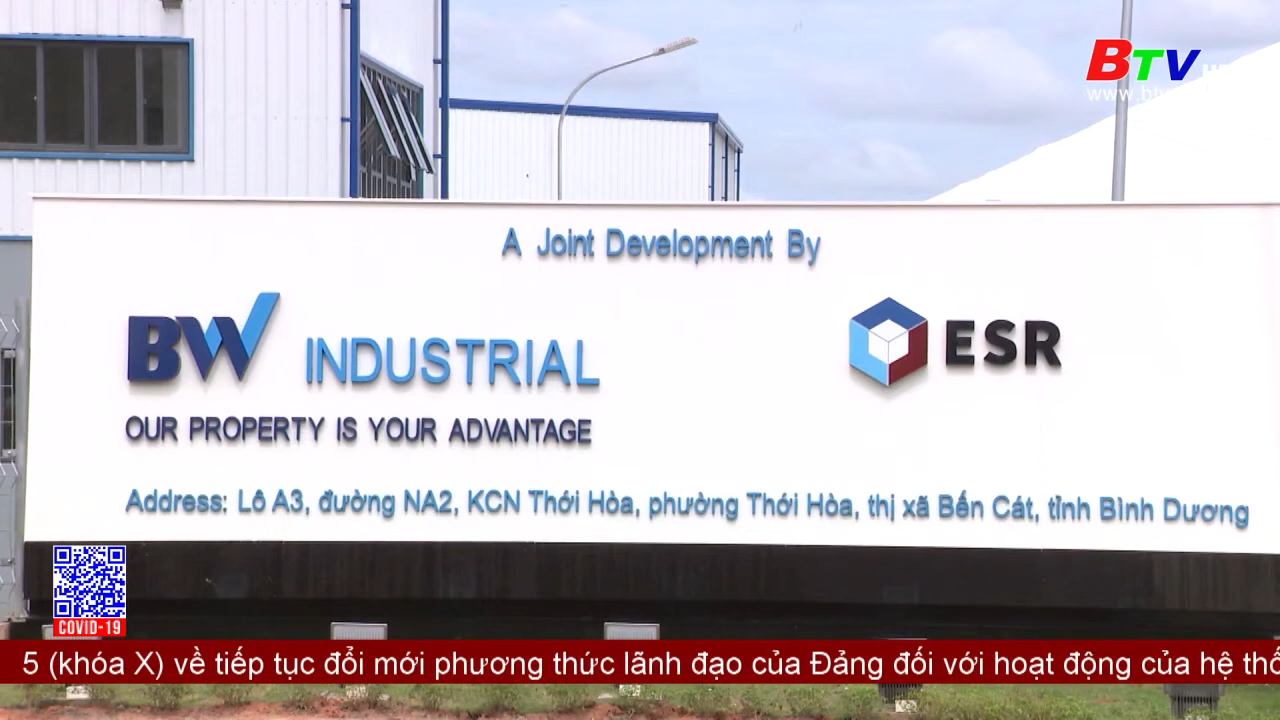 BTV
www.btv
A Joint Development By
BW INDUSTRIAL
ESR
OUR PROPERTY IS YOUR ADVANTAGE
Address: Lô A3, đường NA2, KCN Thới Hòa, phường Thới Hòa, thị xã Bến Cát, tỉnh Bình Dương
COVID-19
5 (khóa X) về tiếp tục đổi mới phương thức lãnh đạo của Đảng đối với hoạt động của hệ